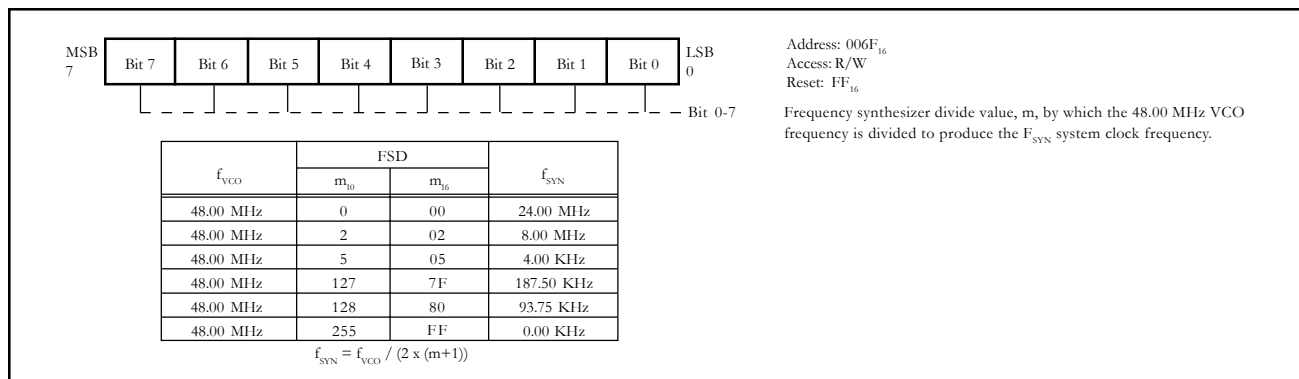 MSB
7
Bit 7 Bit 6 Bit 5 Bit 4 Bit 3 Bit 2 Bit 1 Bit 0
LSB
0
Bit 0-7
Address: 006F₁₆
Access: R/W
Reset: FF₁₆
Frequency synthesizer divide value, m, by which the 48.00 MHz VCO
frequency is divided to produce the F_SYN system clock frequency.
f_VCO FSD f_SYN
m₁₀ m₁₆
48.00 MHz 0 00 24.00 MHz
48.00 MHz 2 02 8.00 MHz
48.00 MHz 5 05 4.00 KHz
48.00 MHz 127 7F 187.50 KHz
48.00 MHz 128 80 93.75 KHz
48.00 MHz 255 FF 0.00 KHz
f_SYN = f_VCO / (2 x (m+1))